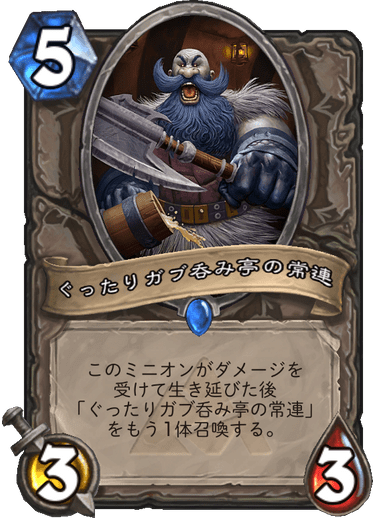 5
ぐったりガブ呑み亭の常連
このミニオンがダメージを
受けて生き延びた後
「ぐったりガブ呑み亭の常連」
をもう1体召喚する。
3
3